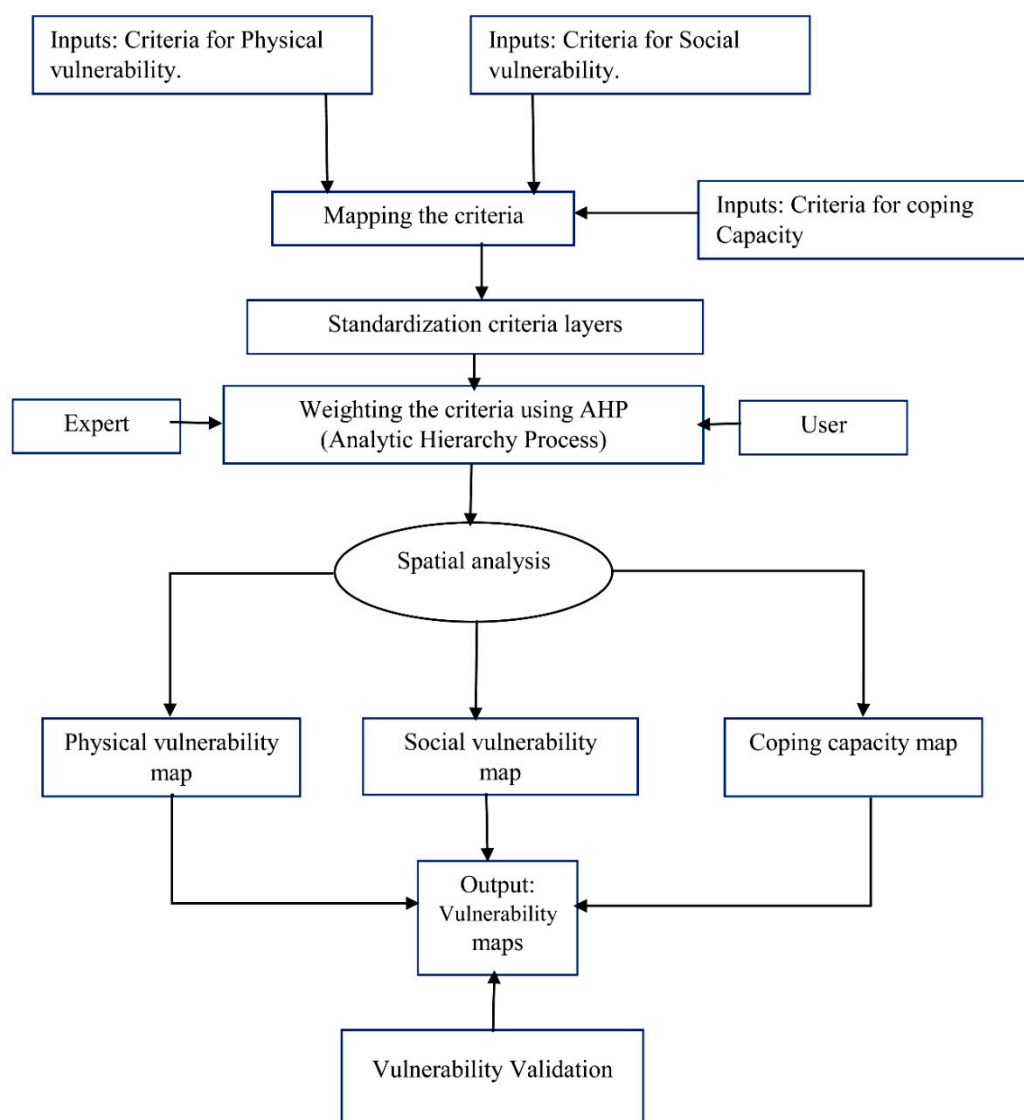 Inputs: Criteria for Physical
vulnerability.
Inputs: Criteria for Social
vulnerability.
Mapping the criteria
Inputs: Criteria for coping
Capacity
Standardization criteria layers
Expert
Weighting the criteria using AHP
(Analytic Hierarchy Process)
User
Spatial analysis
Physical vulnerability
map
Social vulnerability
map
Coping capacity map
Output:
Vulnerability
maps
Vulnerability Validation